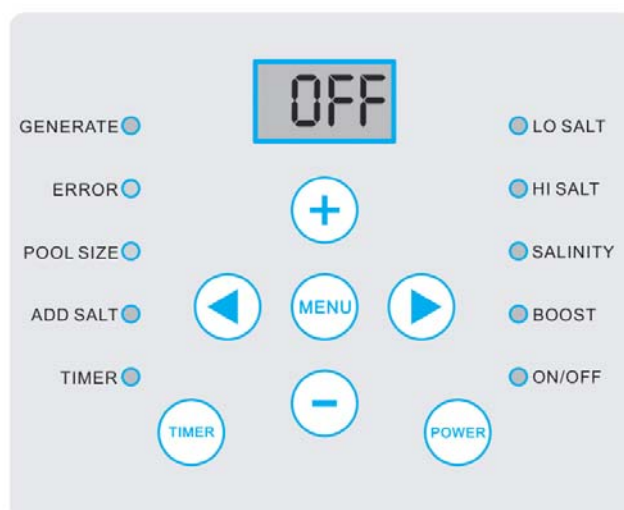 OFF
GENERATE
LO SALT
ERROR
HI SALT
+
POOL SIZE
SALINITY
ADD SALT
MENU
BOOST
TIMER
ON/OFF
-
TIMER
POWER